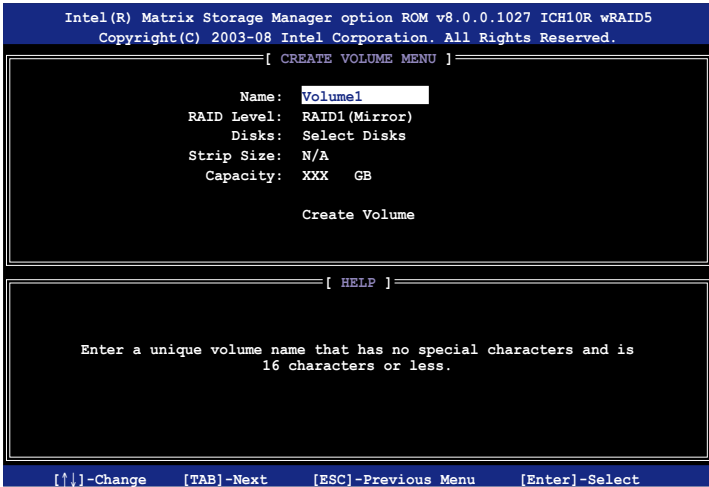 Intel(R) Matrix Storage Manager option ROM v8.0.0.1027 ICH10R wRAID5
Copyright(C) 2003-08 Intel Corporation. All Rights Reserved.
[ CREATE VOLUME MENU ]
Name: Volume1
RAID Level: RAID1(Mirror)
Disks: Select Disks
Strip Size: N/A
Capacity: XXX GB
Create Volume
[ HELP ]
Enter a unique volume name that has no special characters and is
16 characters or less.
[↑↓]-Change [TAB]-Next [ESC]-Previous Menu [Enter]-Select